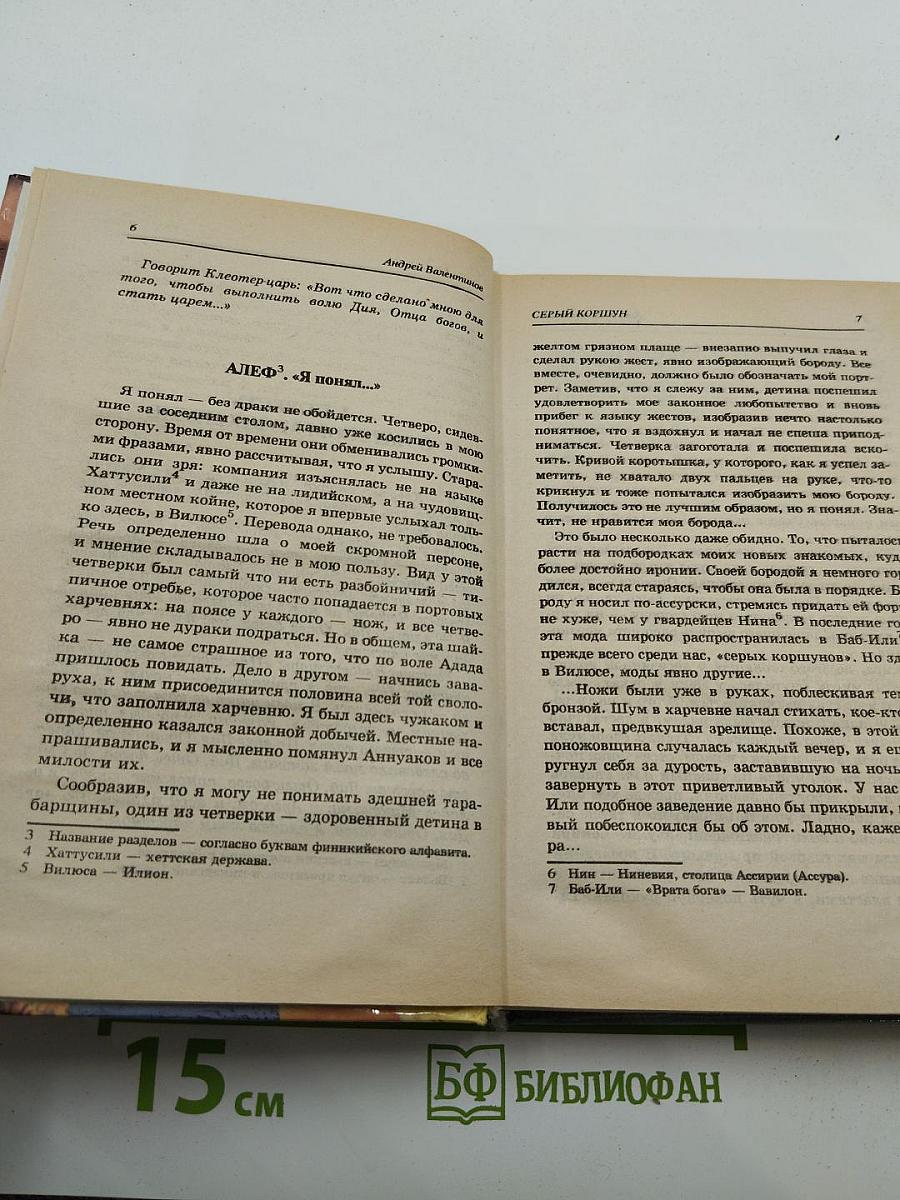 6
Андрей Валентинов
Говорит Клеотер-царь: «Вот что сделано мною для
того, чтобы выполнить волю Дия, Отца богов, и
стать царем...»
АЛЕФ³. «Я понял...»
Я понял — без драки не обойдется. Четверо, сидев-
шие за соседним столом, давно уже косились в мою
сторону. Время от времени они обменивались громки-
ми фразами, явно рассчитывая, что я услышу. Стара-
лись они зря: компания изъяснялась не на языке
Хаттусили⁴ и даже не на лидийском, а на чудовищ-
ном местном койне, которое я впервые услыхал толь-
ко здесь, в Вилюсе⁵. Перевода однако, не требовалось.
Речь определенно шла о моей скромной персоне,
и мнение складывалось не в мою пользу. Вид у этой
четверки был самый что ни есть разбойничий — ти-
пичное отребье, которое часто попадается в портовых
харчевнях: на поясе у каждого — нож, и все четве-
ро — явно не дураки подраться. Но в общем, эта шай-
ка — не самое страшное из того, что по воле Адада
пришлось повидать. Дело в другом — начнись зава-
руха, к ним присоединится половина всей той сволo-
чи, что заполнила харчевню. Я был здесь чужаком и
определенно казался законной добычей. Местные на-
прашивались, и я мысленно помянул Аннуаков и все
милости их.
Сообразив, что я могу не понимать здешней тара-
барщины, один из четверки — здоровенный детина в
3 Название разделов — согласно буквам финикийского алфавита.
4 Хаттусили — хеттская держава.
5 Вилюса — Илион.
СЕРЫЙ КОРШУН
7
желтом грязном плаще — внезапно выпучил глаза и
сделал рукою жест, явно изображающий бороду. Все
вместе, очевидно, должно было обозначать мой порт-
рет. Заметив, что я слежу за ним, детина поспешил
удовлетворить мое законное любопытство и вновь
прибег к языку жестов, изобразив нечто настолько
понятное, что я вздохнул и начал не спеша припод-
ниматься. Четверка загоготала и поспешила вско-
чить. Кривой коротышка, у которого, как я успел за-
метить, не хватало двух пальцев на руке, что-то
крикнул и тоже попытался изобразить мою бороду.
Получилось это не лучшим образом, но я понял. Зна-
чит, не нравится моя борода...
Это было несколько даже обидно. То, что пыталос
расти на подбородках моих новых знакомых, куд
более достойно иронии. Своей бородой я немного гор
дился, всегда стараясь, чтобы она была в порядке. Б
роду я носил по-ассурски, стремясь придать ей фор
не хуже, чем у гвардейцев Нина⁶. В последние го
эта мода широко распространилась в Баб-Или⁷
прежде всего среди нас, «серых коршунов». Но зд
в Вилюсе, моды явно другие...
...Ножи были уже в руках, поблескивая те
бронзой. Шум в харчевне начал стихать, кое-кт
вставал, предвкушая зрелище. Похоже, в этой
поножовщина случалась каждый вечер, и я е
ругнул себя за дурость, заставившую на ночь
завернуть в этот приветливый уголок. У нас
Или подобное заведение давно бы прикрыли,
вый побеспокоился бы об этом. Ладно, каже
ра...
6 Нин — Ниневия, столица Ассирии (Ассура).
7 Баб-Или — «Врата бога» — Вавилон.
15 см
БФ БИБЛИОФАН